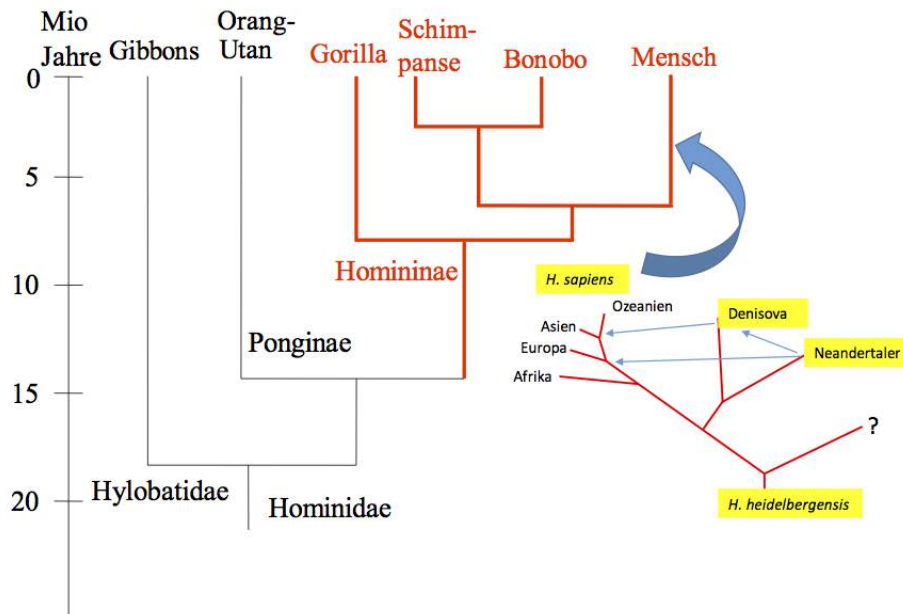 Mio
Jahre
Gibbons
Orang-
Utan
Gorilla
Schim-
panse
Bonobo
Mensch
0
5
10
15
20
Homininae
Ponginae
Hylobatidae
Hominidae
H. sapiens
Ozeanien
Asien
Europa
Afrika
Denisova
Neandertaler
?
H. heidelbergensis